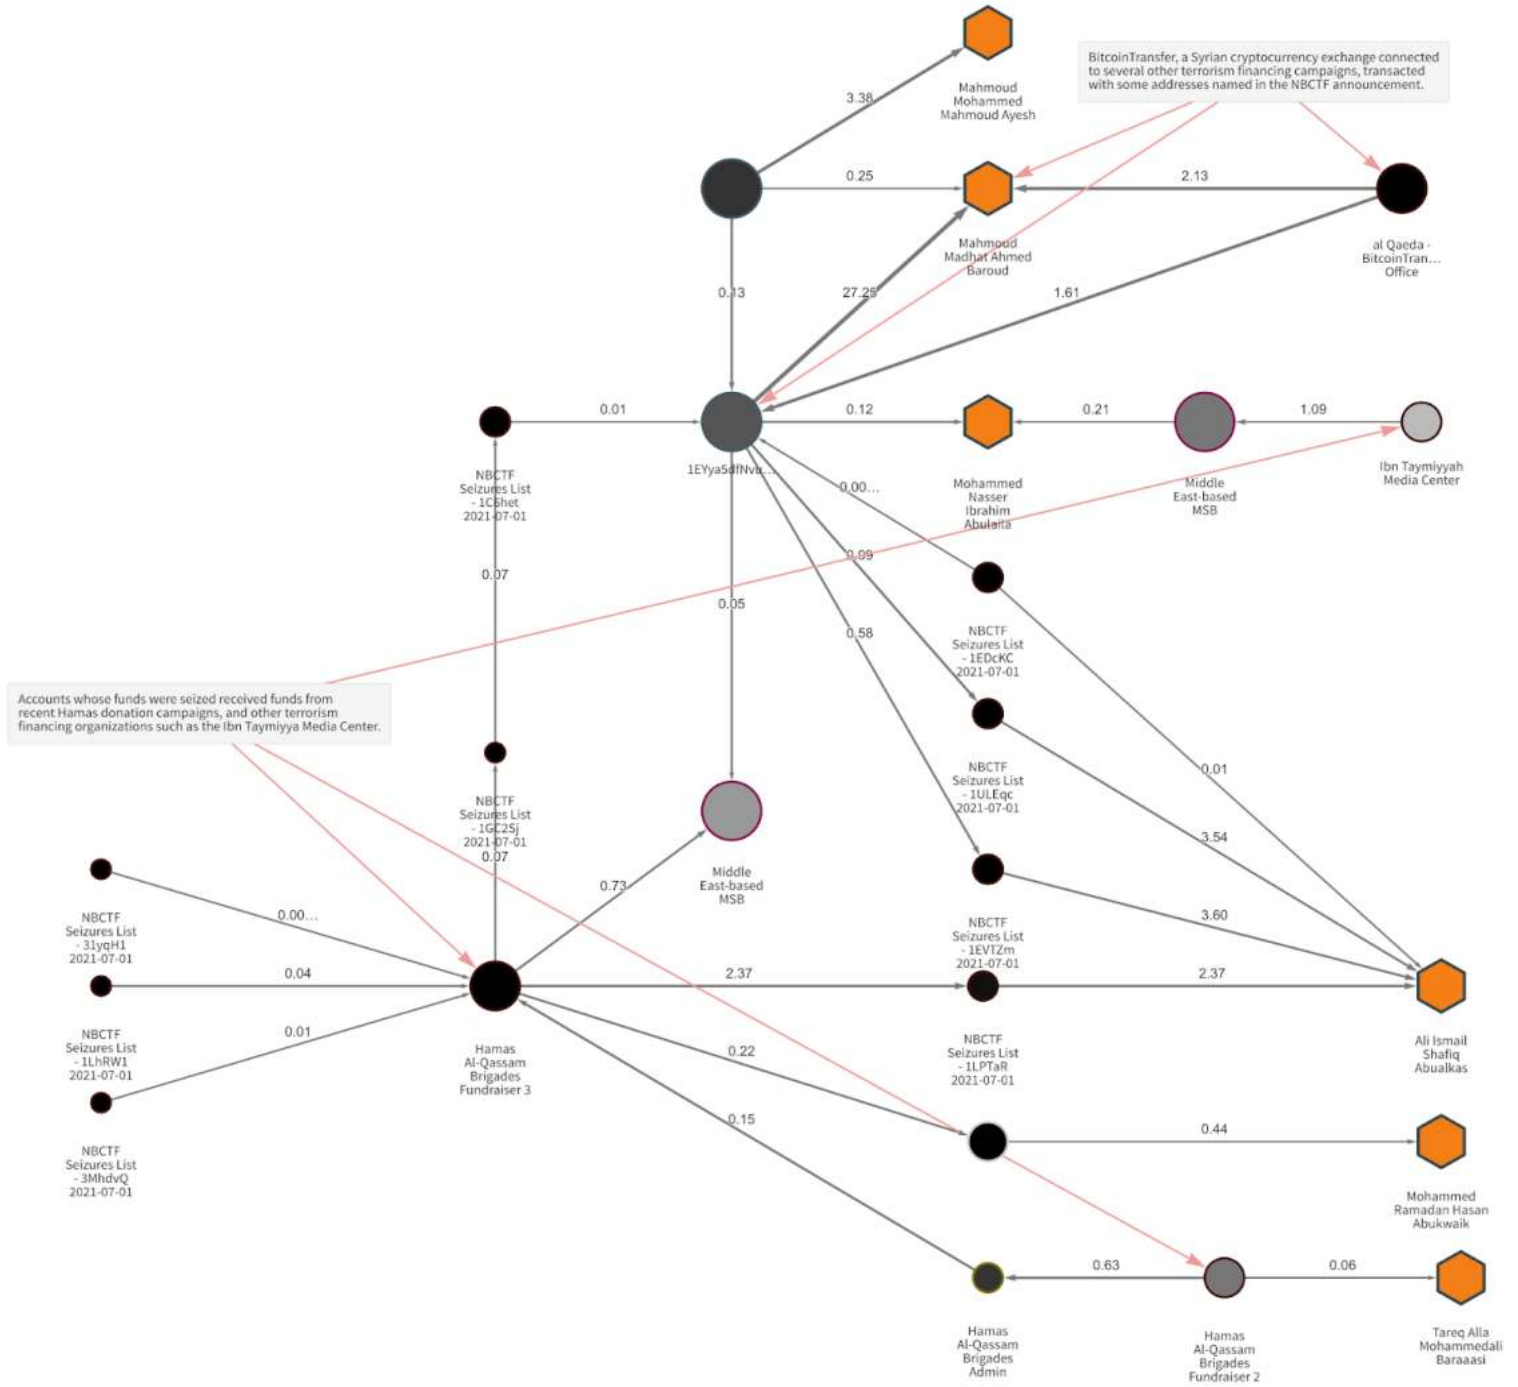 Mahmoud
Mohammed
Mahmoud Ayesh
BitcoinTransfer, a Syrian cryptocurrency exchange connected
to several other terrorism financing campaigns, transacted
with some addresses named in the NBCTF announcement.
3.38
0.25
2.13
Mahmoud
Madhat Ahmed
Baroud
al Qaeda -
BitcoinTran...
Office
0.13
27.25
1.61
0.01
0.12
0.21
1.09
NBCTF
Seizures List
- 1C6het
2021-07-01
1EYya5dfNvu...
0.00...
Mohammed
Nasser
Ibrahim
Abulaita
Middle
East-based
MSB
Ibn Taymiyyah
Media Center
0.07
0.05
0.58
NBCTF
Seizures List
- 1EDcKC
2021-07-01
Accounts whose funds were seized received funds from
recent Hamas donation campaigns, and other terrorism
financing organizations such as the Ibn Taymiyya Media Center.
NBCTF
Seizures List
- 1ULEqc
2021-07-01
0.01
NBCTF
Seizures List
- 1GC2Sj
2021-07-01
0.07
3.54
Middle
East-based
MSB
0.73
NBCTF
Seizures List
- 31yqH1
2021-07-01
0.00...
NBCTF
Seizures List
- 1EVTZm
2021-07-01
3.60
0.04
2.37
2.37
NBCTF
Seizures List
- 1LhRW1
2021-07-01
0.01
Hamas
Al-Qassam
Brigades
Fundraiser 3
0.22
NBCTF
Seizures List
- 1LPTaR
2021-07-01
Ali Ismail
Shafiq
Abualkas
0.15
0.44
NBCTF
Seizures List
- 3MhdvQ
2021-07-01
Mohammed
Ramadan Hasan
Abukwaik
0.63
0.06
Hamas
Al-Qassam
Brigades
Admin
Hamas
Al-Qassam
Brigades
Fundraiser 2
Tareq Alla
Mohammedali
Baraaasi